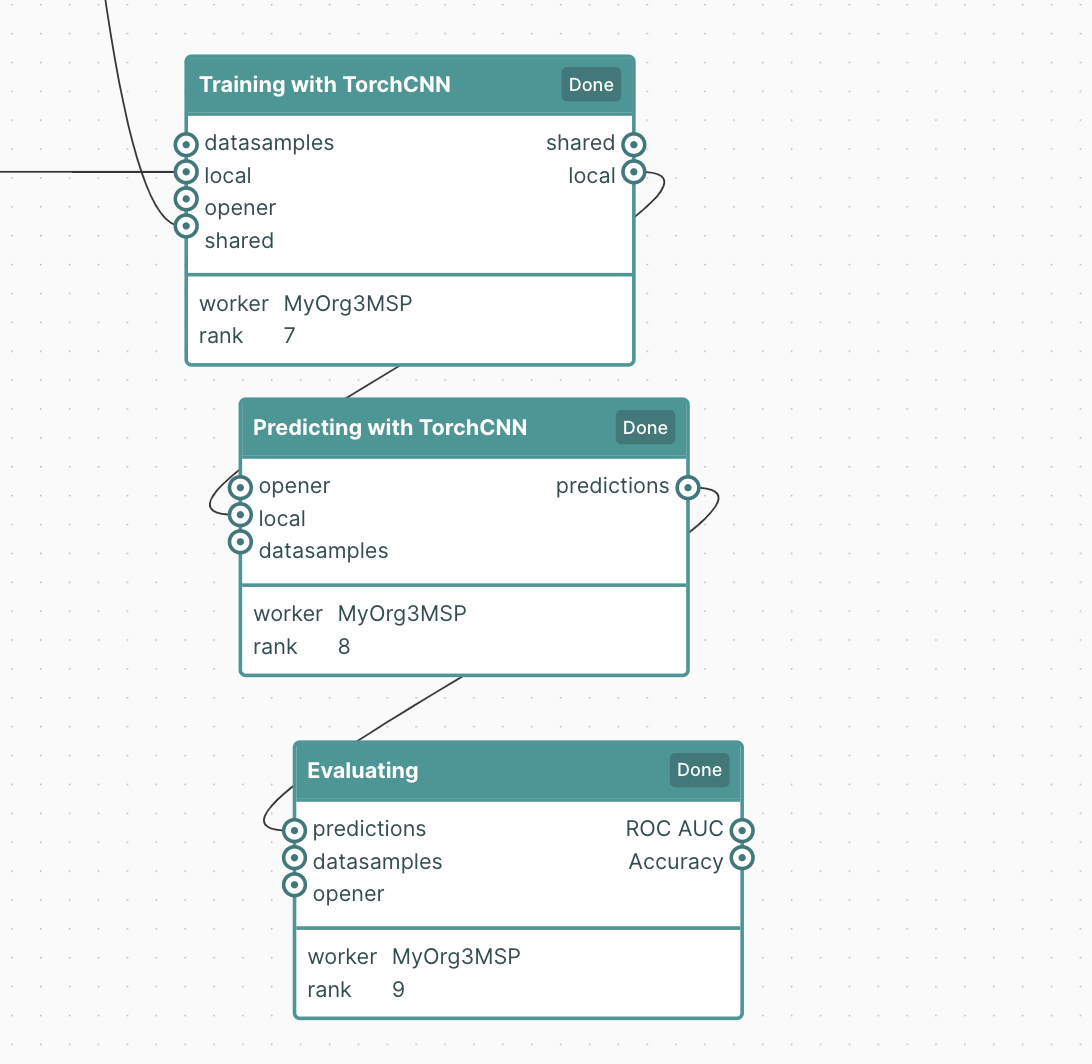 Training with TorchCNN Done
datasamples shared
local local
opener
shared
worker MyOrg3MSP
rank 7
Predicting with TorchCNN Done
opener predictions
local
datasamples
worker MyOrg3MSP
rank 8
Evaluating Done
predictions ROC AUC
datasamples Accuracy
opener
worker MyOrg3MSP
rank 9